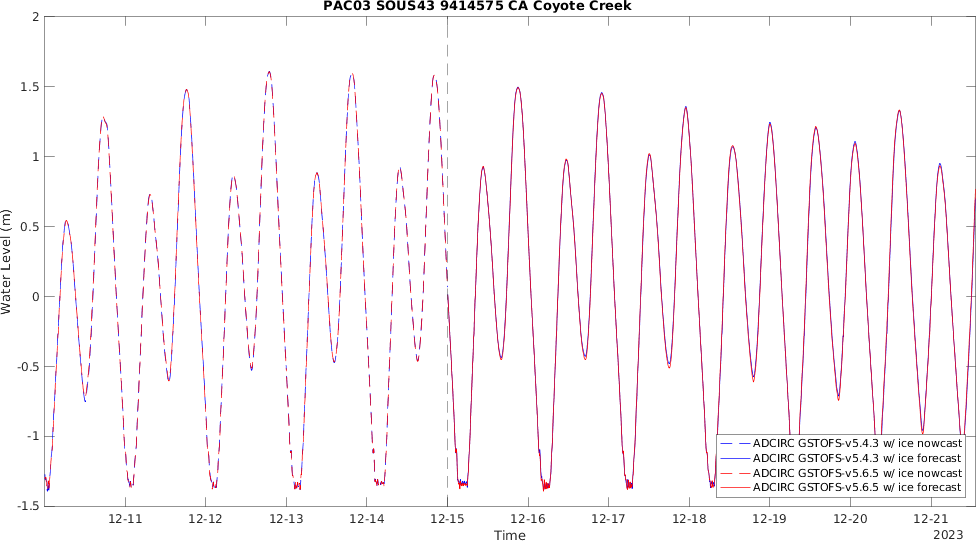 PAC03 SOUS43 9414575 CA Coyote Creek
Water Level (m)
2
1.5
1
0.5
0
-0.5
-1
-1.5
ADCIRC GSTOFS-v5.4.3 w/ ice nowcast
ADCIRC GSTOFS-v5.4.3 w/ ice forecast
ADCIRC GSTOFS-v5.6.5 w/ ice nowcast
ADCIRC GSTOFS-v5.6.5 w/ ice forecast
12-11 12-12 12-13 12-14 12-15 12-16 12-17 12-18 12-19 12-20 12-21
Time
2023